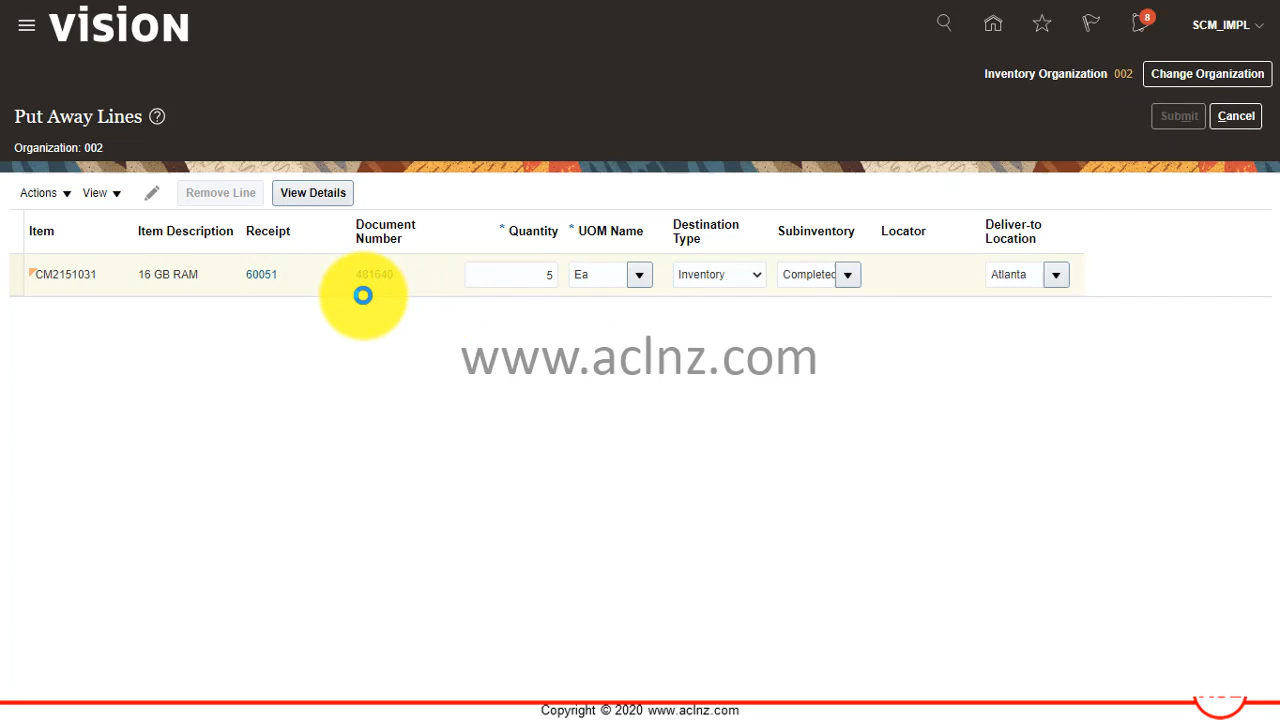 vision
8
SCM_IMPL
Inventory Organization 002 Change Organization
Put Away Lines ?
Submit Cancel
Organization: 002
Actions View Remove Line View Details
Item Item Description Receipt Document Number * Quantity * UOM Name Destination Type Subinventory Locator Deliver-to Location
CM2151031 16 GB RAM 60051 481640 5 Ea Inventory Completed Atlanta
www.aclnz.com
Copyright © 2020 www.aclnz.com